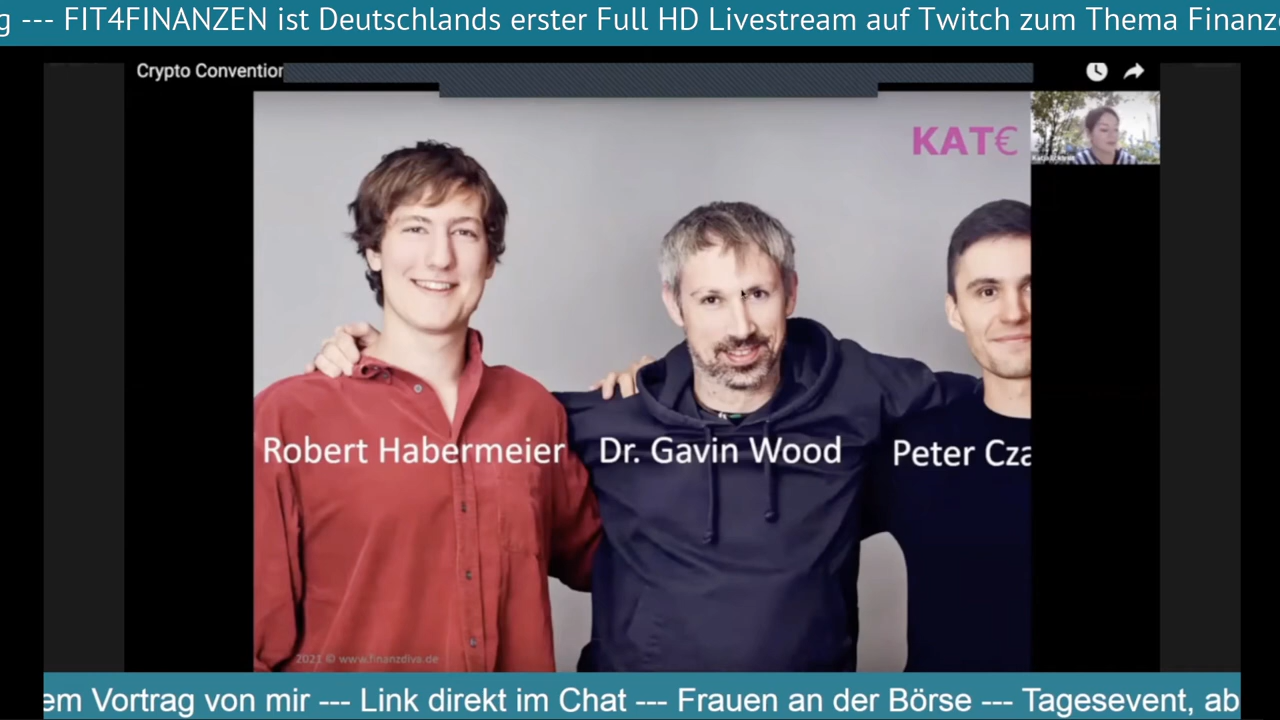 g --- FIT4FINANZEN ist Deutschlands erster Full HD Livestream auf Twitch zum Thema Finanze
Crypto Convention
KAT€
Robert Habermeier
Dr. Gavin Wood
Peter Cza
2021 © www.finanzdiva.de
em Vortrag von mir --- Link direkt im Chat --- Frauen an der Börse --- Tagesevent, ab